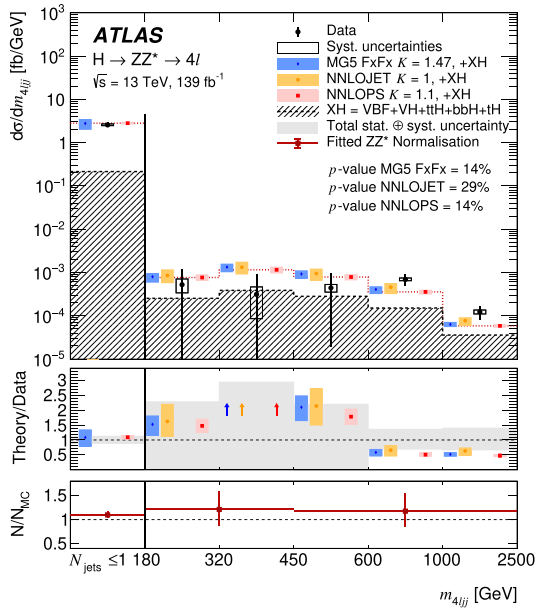 ATLAS
H → ZZ* → 4l
√s = 13 TeV, 139 fb⁻¹
Data
Syst. uncertainties
MG5 FxFx K = 1.47, +XH
NNLOJET K = 1, +XH
NNLOPS K = 1.1, +XH
XH = VBF+VH+ttH+bbH+tH
Total stat. ⊕ syst. uncertainty
Fitted ZZ* Normalisation
p-value MG5 FxFx = 14%
p-value NNLOJET = 29%
p-value NNLOPS = 14%
dσ/dm₄ljj [fb/GeV]
10³
10²
10
1
10⁻¹
10⁻²
10⁻³
10⁻⁴
10⁻⁵
Theory/Data
3
2.5
2
1.5
1
0.5
N/N_MC
1.5
1
0.5
N_jets ≤1 180 320 450 600 1000 2500
m₄ljj [GeV]